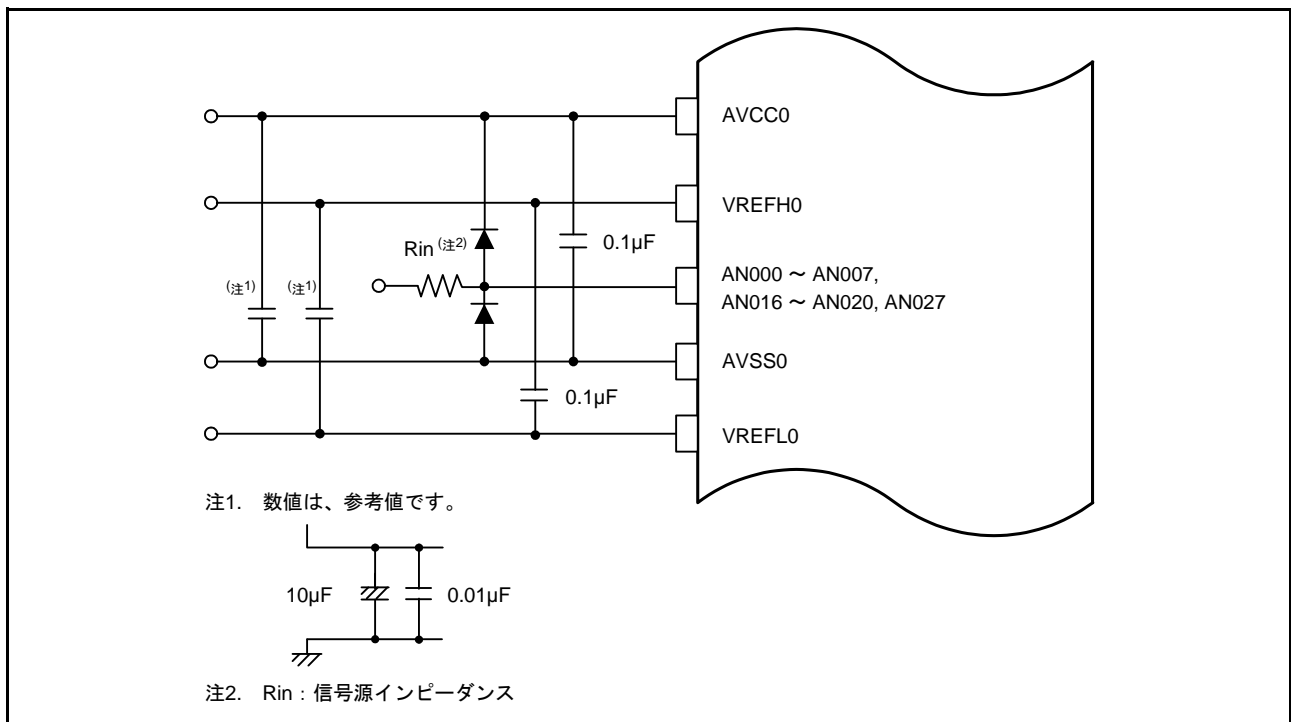 AVCC0
VREFH0
Rin (注2)
0.1µF
(注1)
(注1)
AN000 ～ AN007,
AN016 ～ AN020, AN027
AVSS0
0.1µF
VREFL0
注1. 数値は、参考値です。
10µF
0.01µF
注2. Rin：信号源インピーダンス